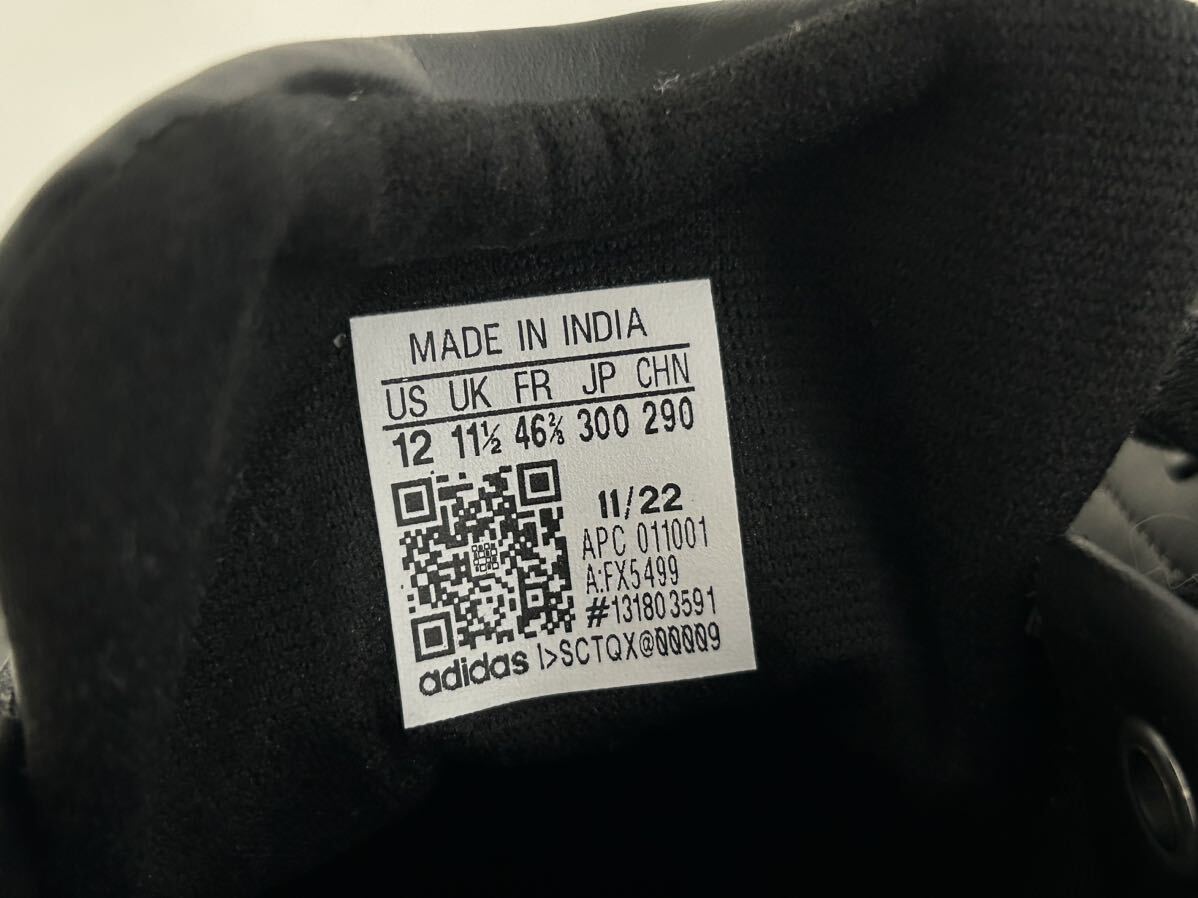 MADE IN INDIA
US UK FR JP CHN
12 11½ 46⅔ 300 290
11/22
APC 011001
A:FX5499
#131803591
adidas I>SCTQX@00009